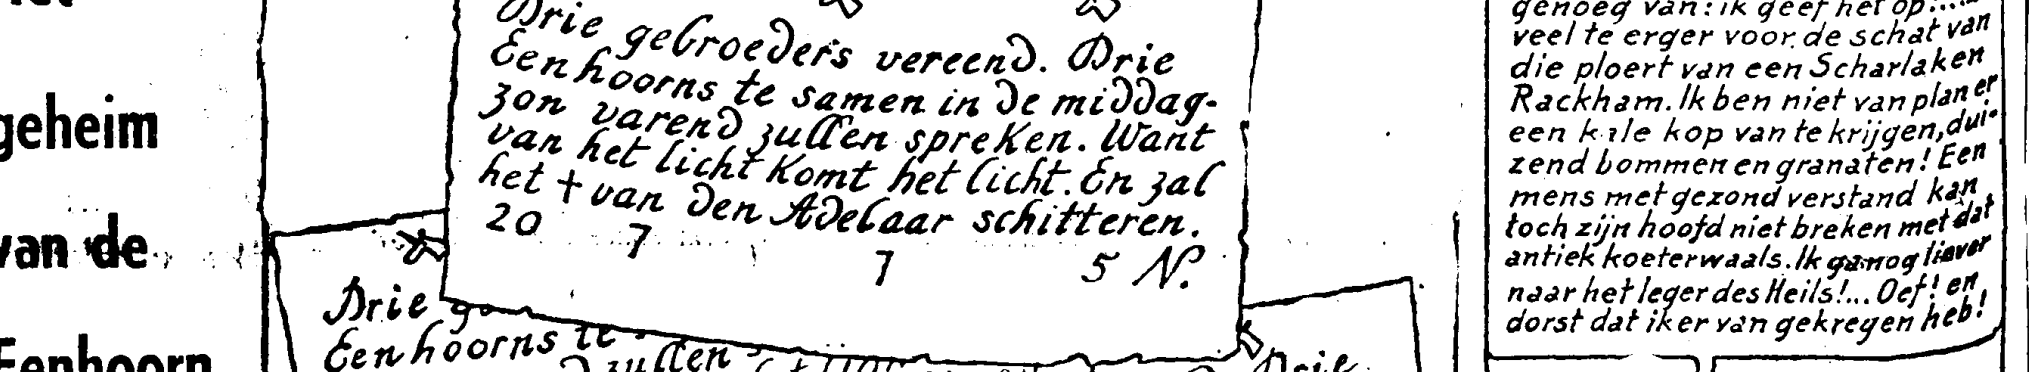 geheim
van de
Eenhoorn
Drie gebroeders vereend. Drie
Eenhoorns te samen in de middag-
zon varend zullen spreken. Want
van het licht komt het licht. En zal
het + van den Adelaar schitteren.
20 7 7 5 N.
Drie
Eenhoorns te
zullen
Drie
genoeg van: ik geef het op!...
veel te erger voor de schat van
die ploert van een Scharlaken
Rackham. Ik ben niet van plan er
een kale kop van te krijgen, dui-
zend bommen en granaten! Een
mens met gezond verstand kan
toch zijn hoofd niet breken met dat
antiek koeterwaals. Ik ga nog liever
naar het leger des Heils!... Oef! en
dorst dat ik er van gekregen heb!